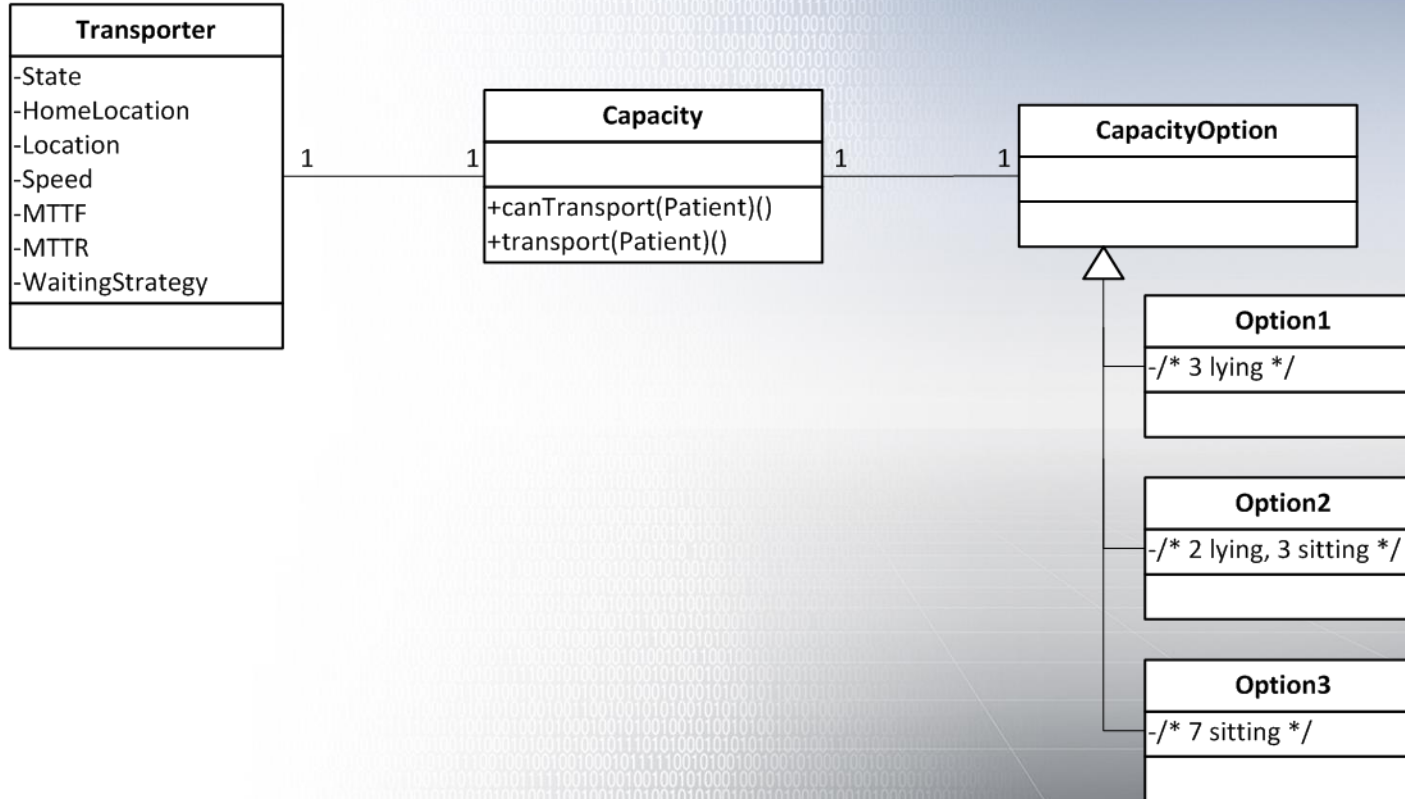 Transporter
-State
-HomeLocation
-Location
-Speed
-MTTF
-MTTR
-WaitingStrategy
1
1
Capacity
+canTransport(Patient)()
+transport(Patient)()
1
1
CapacityOption
Option1
-/* 3 lying */
Option2
-/* 2 lying, 3 sitting */
Option3
-/* 7 sitting */